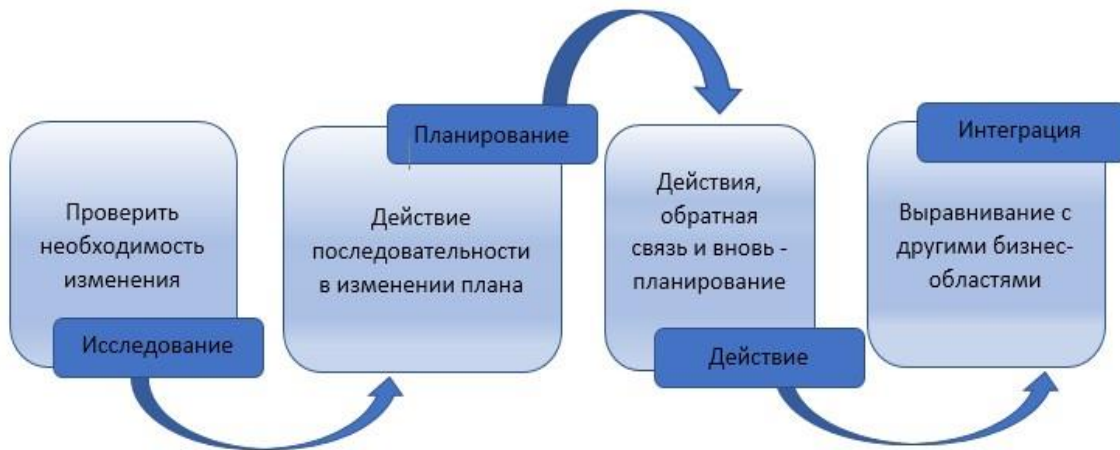 Проверить
необходимость
изменения
Исследование
Планирование
Действие
последовательности
в изменении плана
Действия,
обратная
связь и вновь -
планирование
Действие
Интеграция
Выравнивание с
другими бизнес-
областями